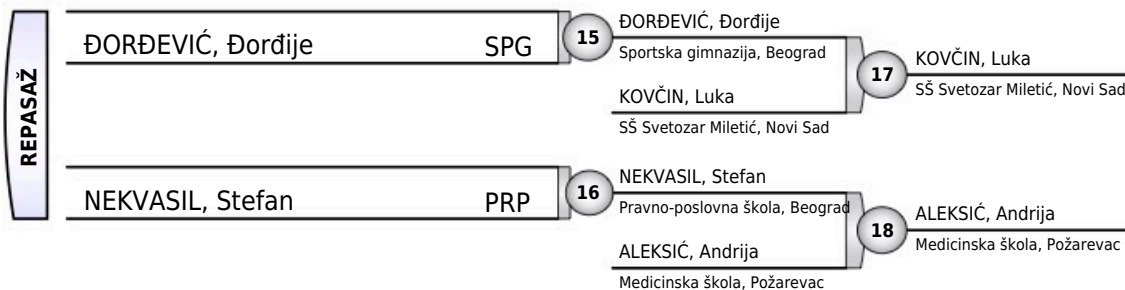 REPASAŽ
ĐORĐEVIĆ, Đorđije SPG
15
ĐORĐEVIĆ, Đorđije
Sportska gimnazija, Beograd
KOVČIN, Luka
SŠ Svetozar Miletić, Novi Sad
17
KOVČIN, Luka
SŠ Svetozar Miletić, Novi Sad
NEKVASIL, Stefan PRP
16
NEKVASIL, Stefan
Pravno-poslovna škola, Beograd
ALEKSIĆ, Andrija
Medicinska škola, Požarevac
18
ALEKSIĆ, Andrija
Medicinska škola, Požarevac